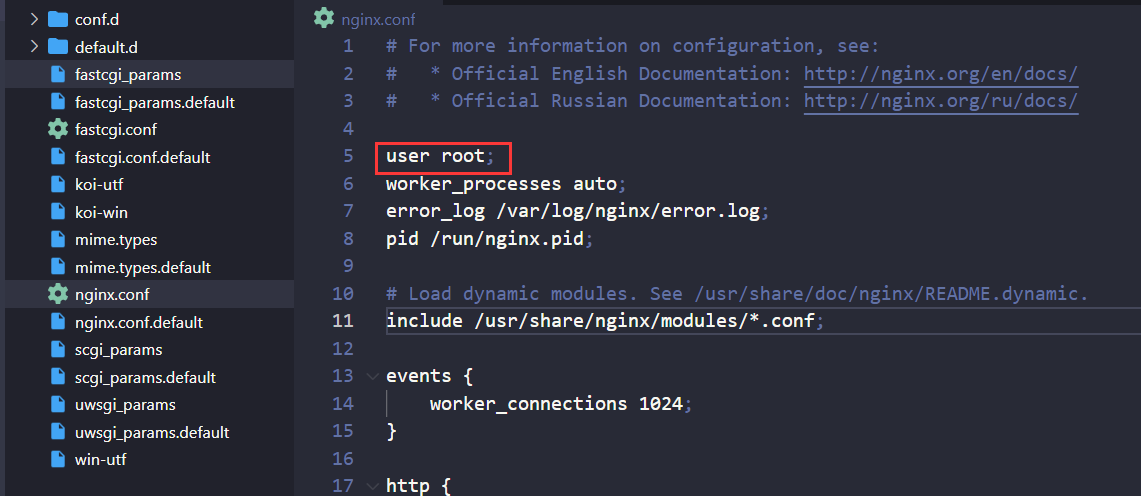 conf.d
default.d
fastcgi_params
fastcgi_params.default
fastcgi.conf
fastcgi.conf.default
koi-utf
koi-win
mime.types
mime.types.default
nginx.conf
nginx.conf.default
scgi_params
scgi_params.default
uwsgi_params
uwsgi_params.default
win-utf
nginx.conf
1 # For more information on configuration, see:
2 #   * Official English Documentation: http://nginx.org/en/docs/
3 #   * Official Russian Documentation: http://nginx.org/ru/docs/
4
5 user root;
6 worker_processes auto;
7 error_log /var/log/nginx/error.log;
8 pid /run/nginx.pid;
9
10 # Load dynamic modules. See /usr/share/doc/nginx/README.dynamic.
11 include /usr/share/nginx/modules/*.conf;
12
13 events {
14     worker_connections 1024;
15 }
16
17 http {